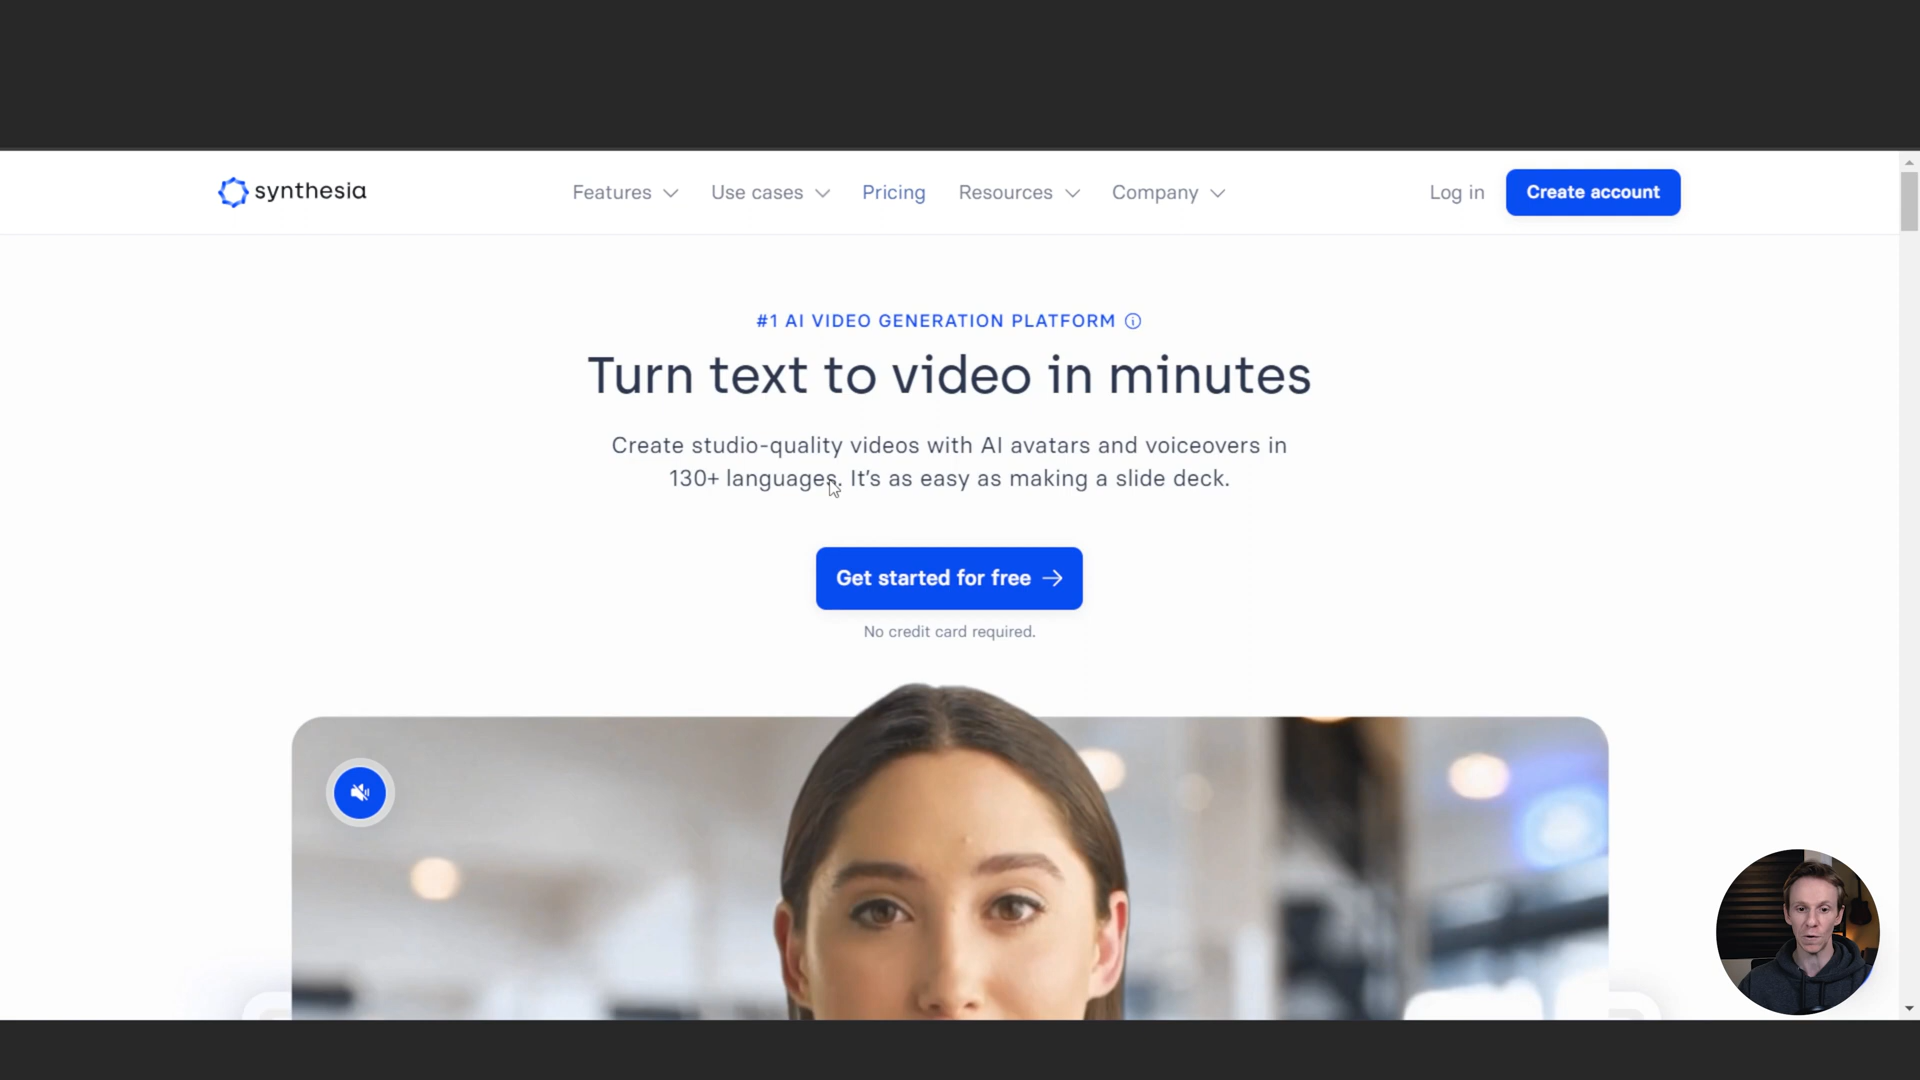 synthesia
Features
Use cases
Pricing
Resources
Company
Log in
Create account
#1 AI VIDEO GENERATION PLATFORM
Turn text to video in minutes
Create studio-quality videos with AI avatars and voiceovers in
130+ languages. It's as easy as making a slide deck.
Get started for free
No credit card required.